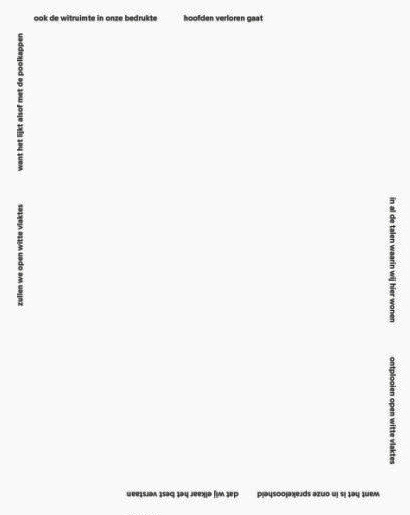 ook de witruimte in onze bedrukte hoofden verloren gaat
in al de talen waarin wij hier wonen
ontplooien open witte vlaktes
want het is in onze sprakeloosheid dat wij elkaar het best verstaan
zullen we open witte vlaktes
want het lijkt alsof met de poolkappen